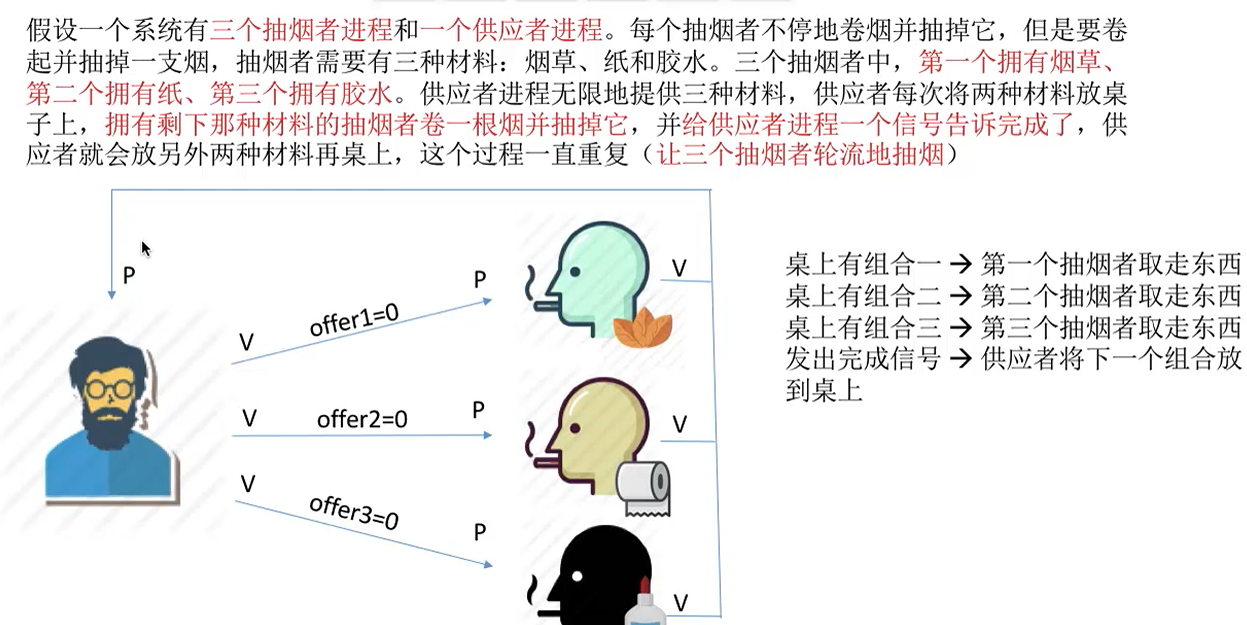 假设一个系统有三个抽烟者进程和一个供应者进程。每个抽烟者不停地卷烟并抽掉它，但是要卷
起并抽掉一支烟，抽烟者需要有三种材料：烟草、纸和胶水。三个抽烟者中，第一个拥有烟草、
第二个拥有纸、第三个拥有胶水。供应者进程无限地提供三种材料，供应者每次将两种材料放桌
子上，拥有剩下那种材料的抽烟者卷一根烟并抽掉它，并给供应者进程一个信号告诉完成了，供
应者就会放另外两种材料再桌上，这个过程一直重复（让三个抽烟者轮流地抽烟）
P
V
offer1=0
P
V
V
offer2=0
P
V
V
offer3=0
P
V
桌上有组合一 → 第一个抽烟者取走东西
桌上有组合二 → 第二个抽烟者取走东西
桌上有组合三 → 第三个抽烟者取走东西
发出完成信号 → 供应者将下一个组合放
到桌上